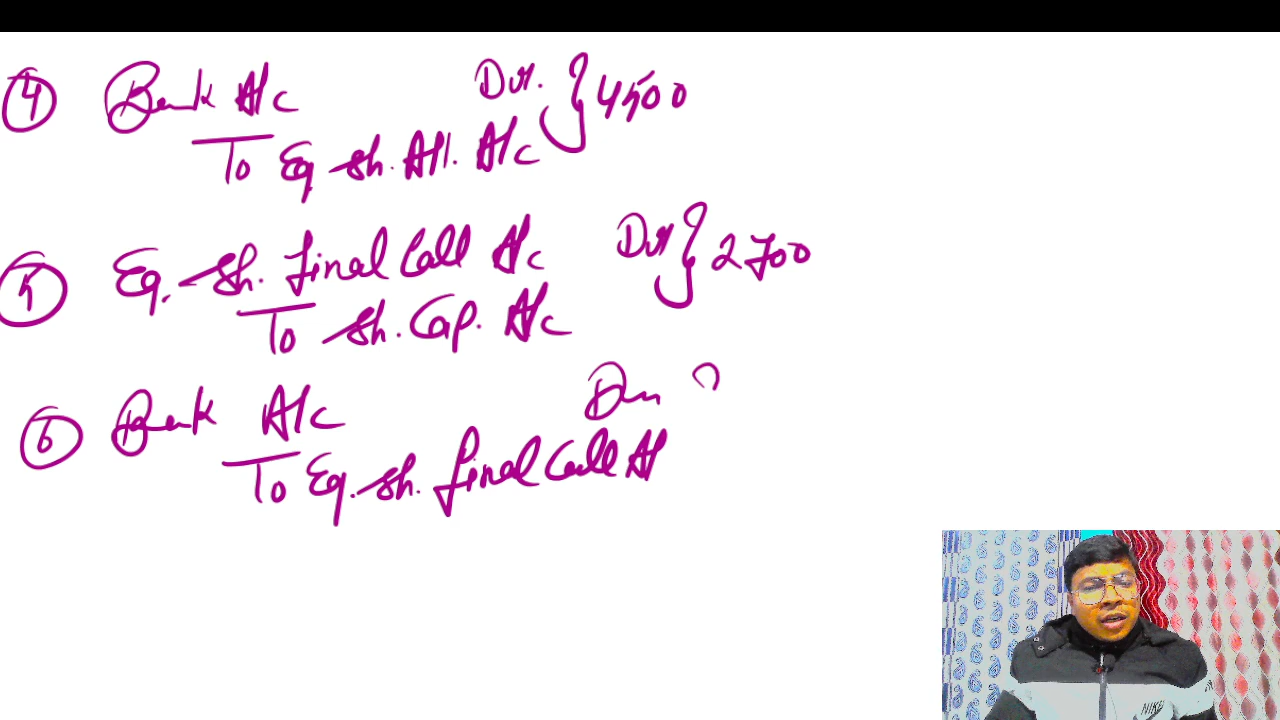 4 Bank A/c Dr. } 4500
To Eq. Sh. All. A/c
5 Eq. Sh. Final Call A/c Dr } 2700
To Sh. Cap. A/c
6 Bank A/c Dr
To Eq. Sh. Final Call A/
NIKE